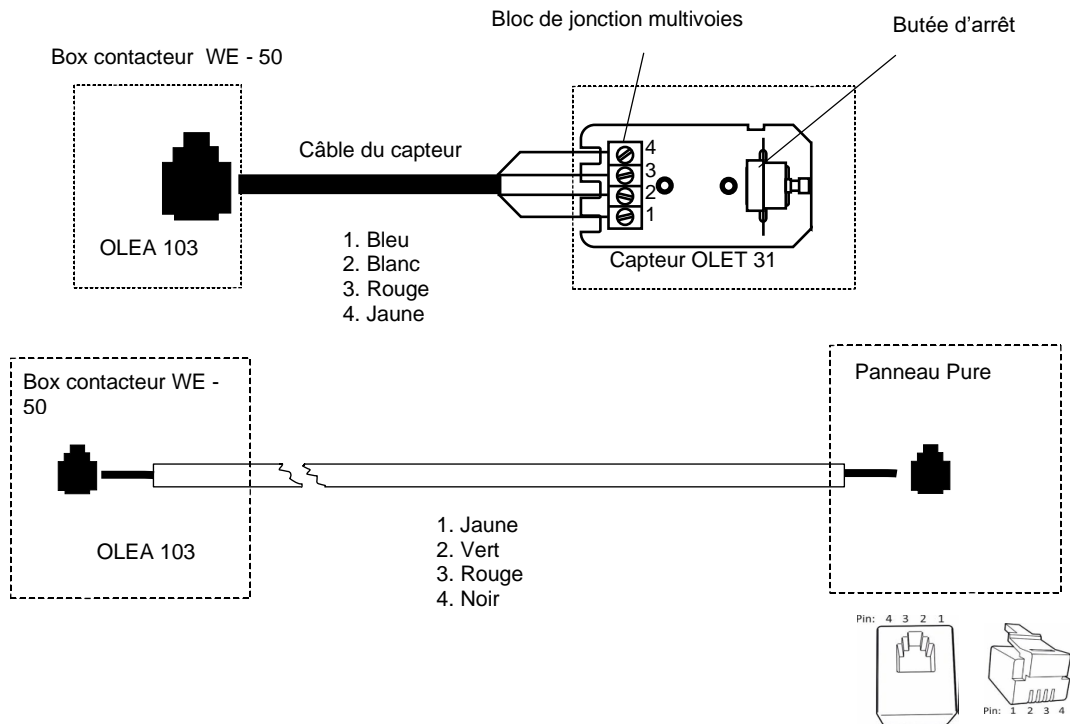 Bloc de jonction multivoies
Butée d'arrêt
Box contacteur WE - 50
Câble du capteur
4
3
2
1
OLEA 103
1. Bleu
2. Blanc
3. Rouge
4. Jaune
Capteur OLET 31
Box contacteur WE -
50
Panneau Pure
OLEA 103
1. Jaune
2. Vert
3. Rouge
4. Noir
Pin: 4 3 2 1
Pin: 1 2 3 4